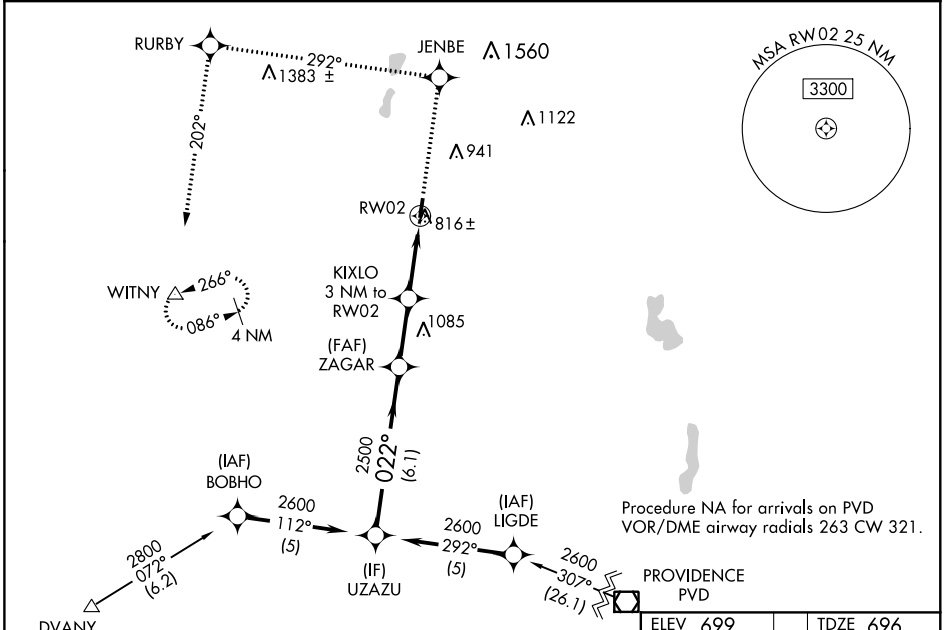 MSA RW02 25 NM
3300
RURBY
292°
1383 ±
JENBE
1560
1122
941
202°
RW02
816±
WITNY
266°
086°
4 NM
KIXLO
3 NM to
RW02
1085
(FAF)
ZAGAR
2500
022°
(6.1)
(IAF)
BOBHO
2600
112°
(5)
(IF)
UZAZU
(IAF)
LIGDE
2600
292°
(5)
2800
072°
(6.2)
DVANY
2600
307°
(26.1)
Procedure NA for arrivals on PVD
VOR/DME airway radials 263 CW 321.
PROVIDENCE
PVD
ELEV 699
TDZE 696